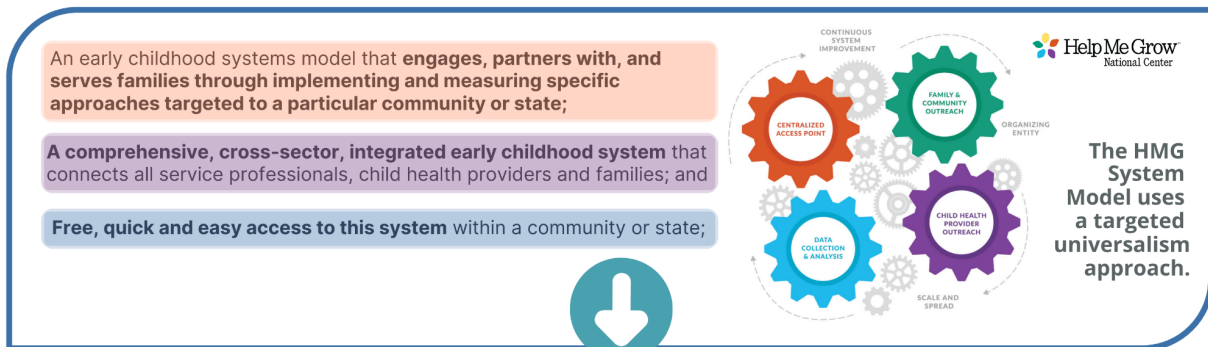 An early childhood systems model that engages, partners with, and
serves families through implementing and measuring specific
approaches targeted to a particular community or state;
A comprehensive, cross-sector, integrated early childhood system that
connects all service professionals, child health providers and families; and
Free, quick and easy access to this system within a community or state;
CONTINUOUS
SYSTEM
IMPROVEMENT
FAMILY &
COMMUNITY
OUTREACH
CENTRALIZED
ACCESS POINT
ORGANIZING
ENTITY
CHILD HEALTH
PROVIDER
OUTREACH
DATA
COLLECTION
& ANALYSIS
SCALE AND
SPREAD
Help Me Grow™
National Center
The HMG
System
Model uses
a targeted
universalism
approach.